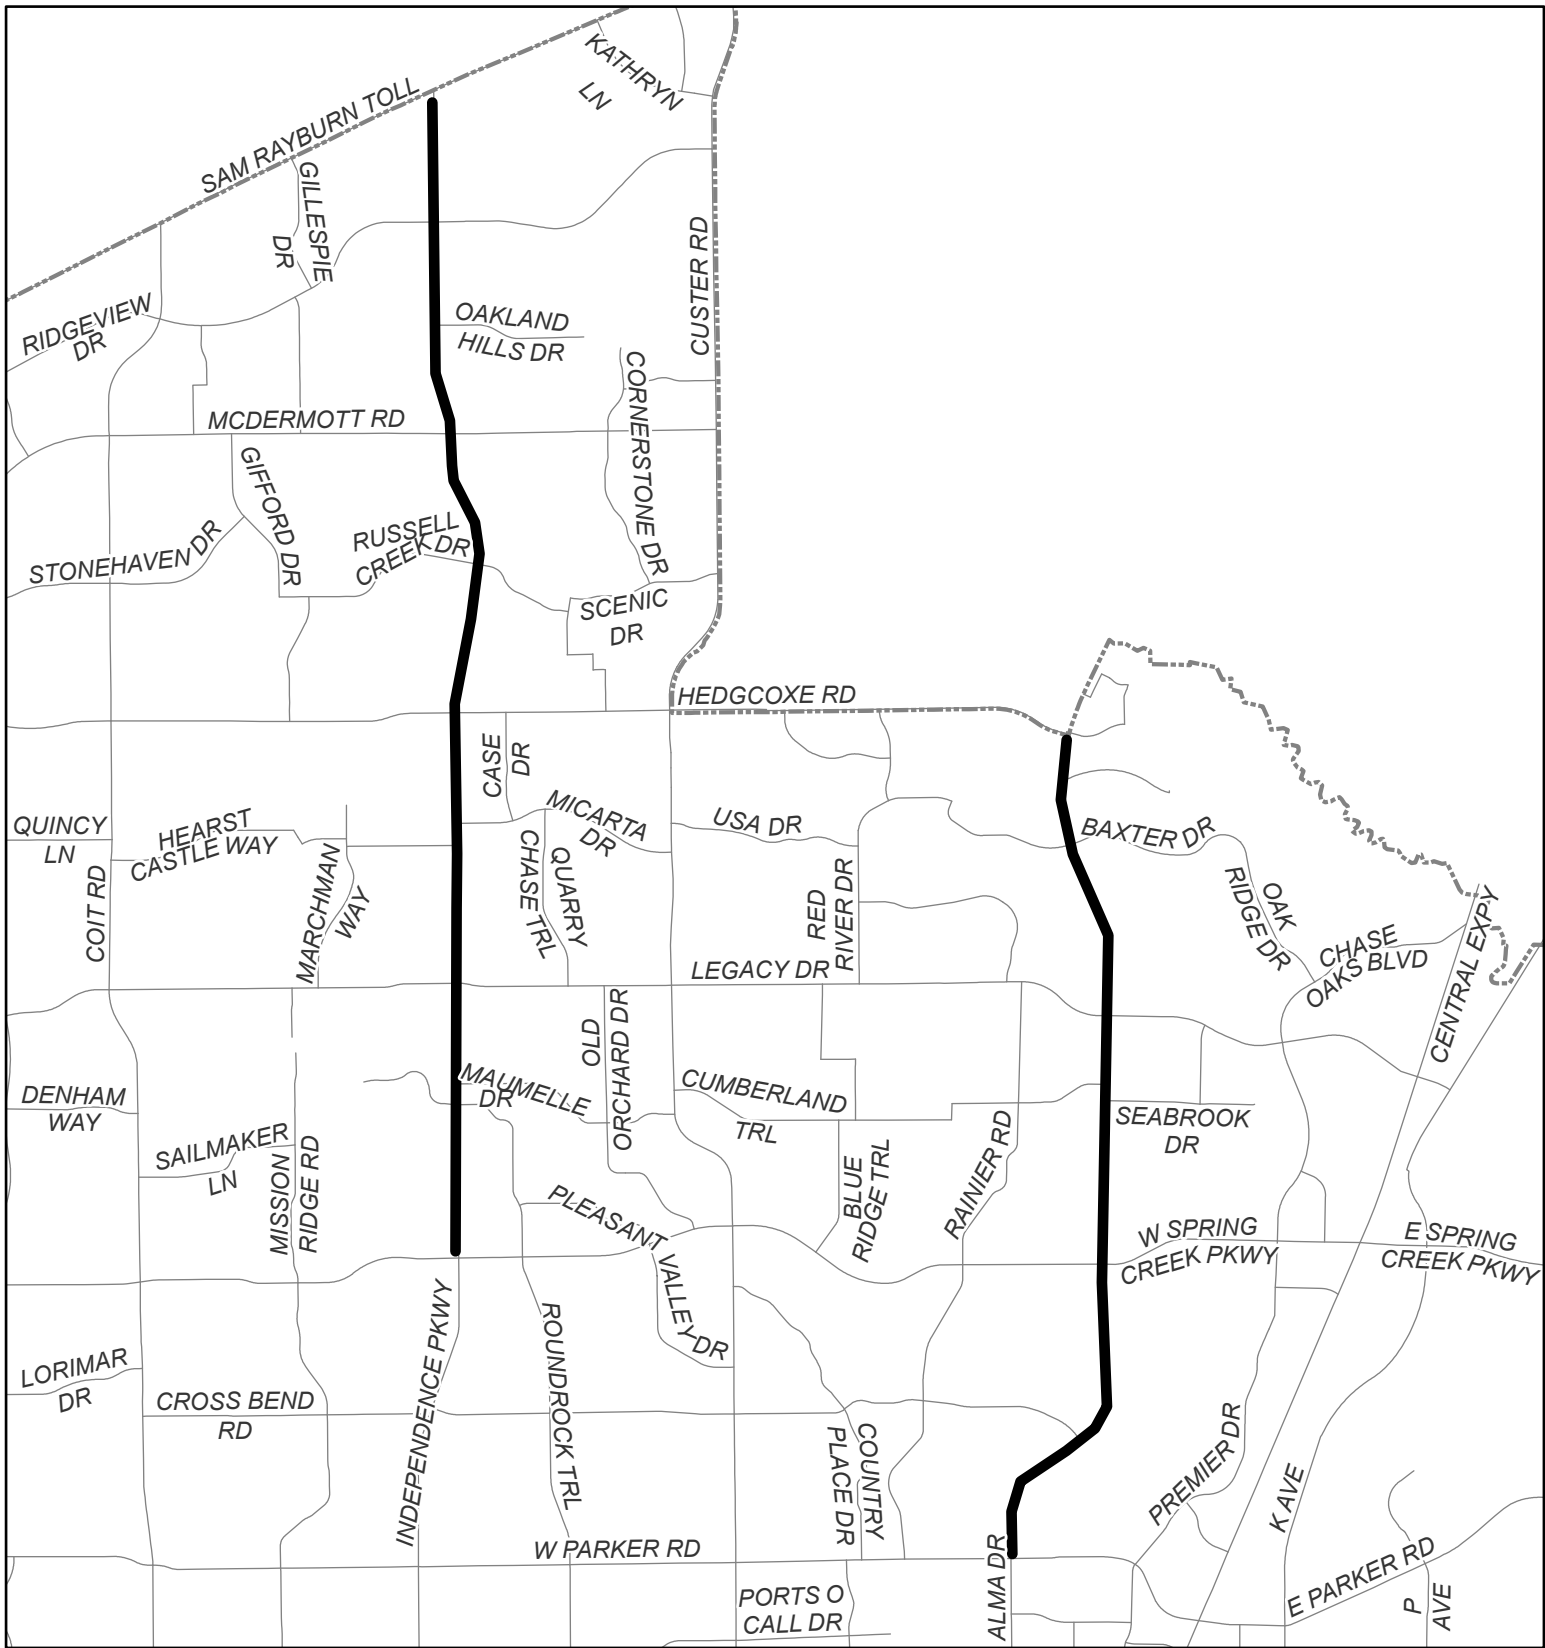 KATHRYN
LN
SAM RAYBURN TOLL
GILLESPIE
DR
CUSTER RD
RIDGEVIEW
DR
OAKLAND
HILLS DR
CORNERSTONE DR
MCDERMOTT RD
GIFFORD DR
RUSSELL
CREEK DR
STONEHAVEN DR
SCENIC
DR
HEDGCOXE RD
CASE
DR
MICARTA
DR
USA DR
QUINCY
LN
HEARST
CASTLE WAY
BAXTER DR
COIT RD
MARCHMAN
WAY
QUARRY
CHASE TRL
RED
RIVER DR
OAK
RIDGE DR
CHASE
OAKS BLVD
CENTRAL EXPY
LEGACY DR
OLD
ORCHARD DR
MAUMELLE
DR
CUMBERLAND
TRL
DENHAM
WAY
SEABROOK
DR
SAILMAKER
LN
MISSION
RIDGE RD
BLUE
RIDGE TRL
RAINIER RD
PLEASANT
VALLEY DR
W SPRING
CREEK PKWY
E SPRING
CREEK PKWY
INDEPENDENCE PKWY
ROUNDROCK TRL
LORIMAR
DR
CROSS BEND
RD
COUNTRY
PLACE DR
PREMIER DR
K AVE
W PARKER RD
ALMA DR
E PARKER RD
P
AVE
PORTS O
CALL DR